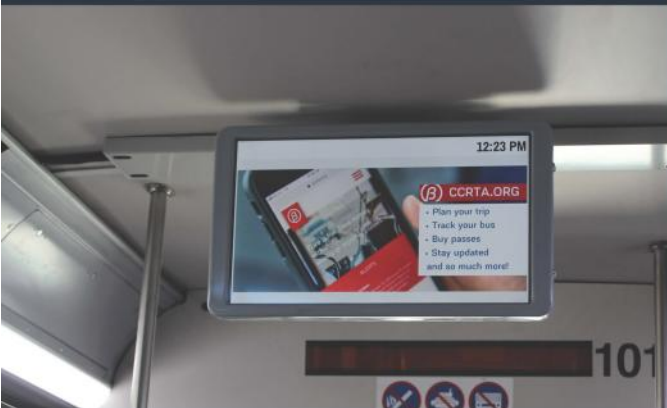 12:23 PM
CCRTA.ORG
• Plan your trip
• Track your bus
• Buy passes
• Stay updated
and so much more!
101